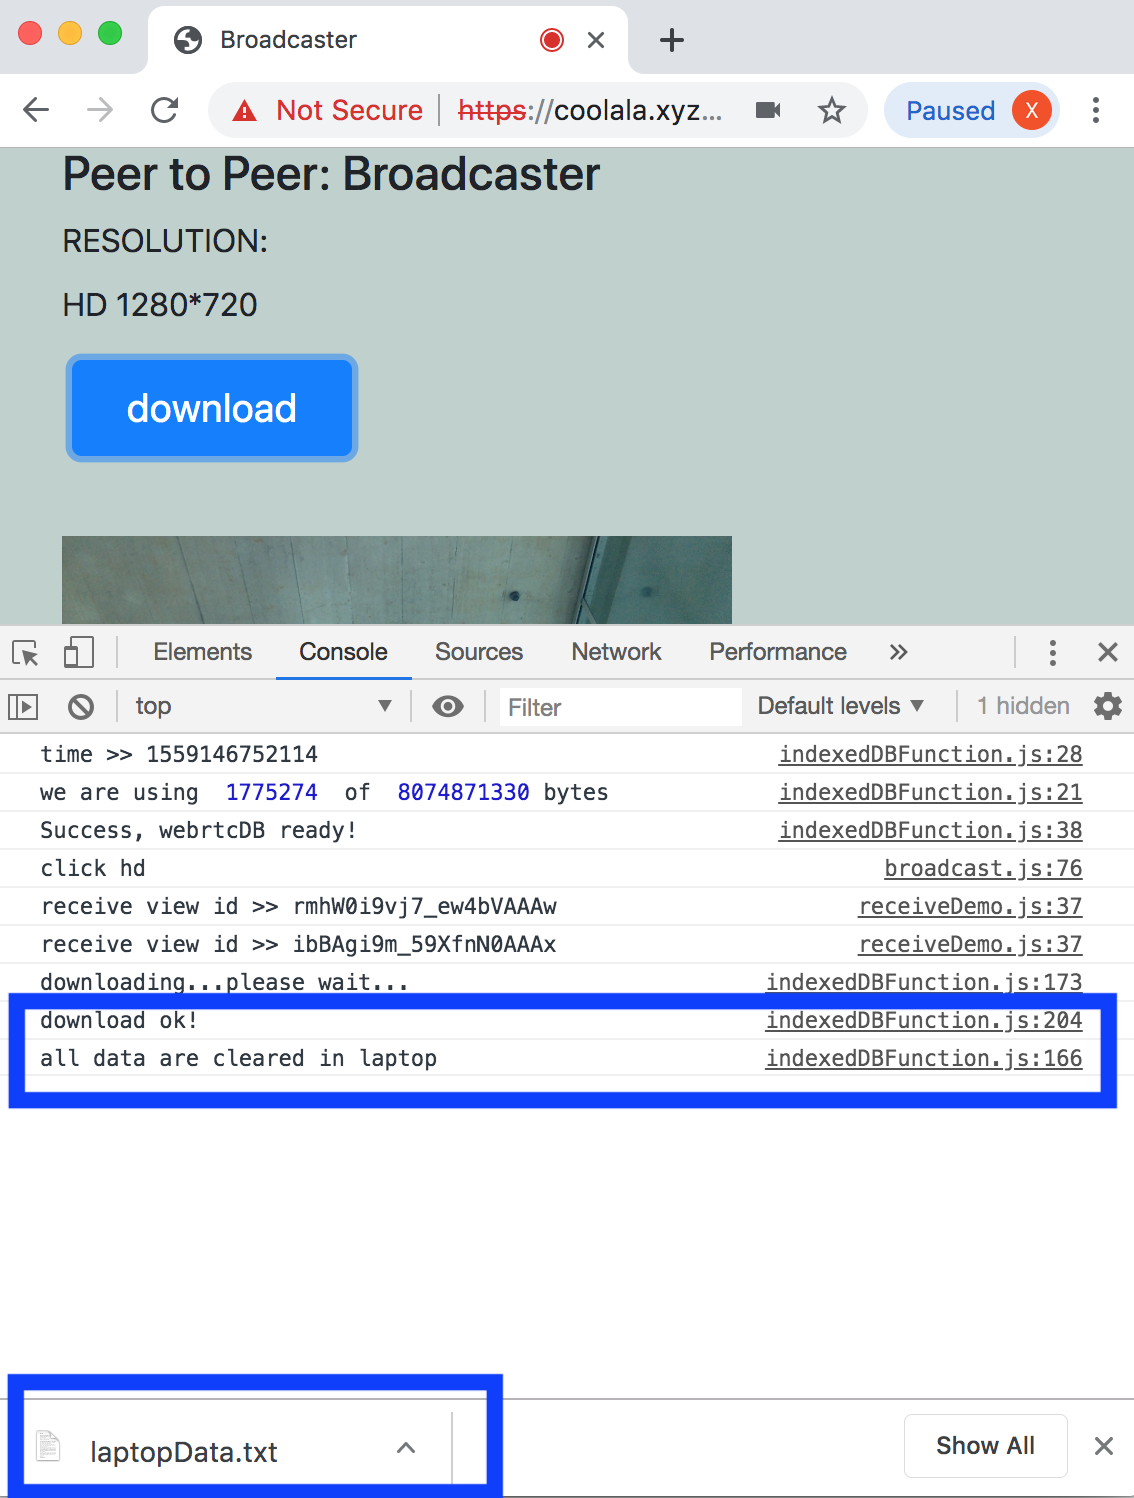 Broadcaster
Not Secure https://coolala.xyz... Paused X
Peer to Peer: Broadcaster
RESOLUTION:
HD 1280*720
download
Elements Console Sources Network Performance »
top Filter Default levels 1 hidden
time >> 1559146752114 indexedDBFunction.js:28
we are using 1775274 of 8074871330 bytes indexedDBFunction.js:21
Success, webrtcDB ready! indexedDBFunction.js:38
click hd broadcast.js:76
receive view id >> rmhW0i9vj7_ew4bVAAAw receiveDemo.js:37
receive view id >> ibBAgi9m_59XfnN0AAAx receiveDemo.js:37
downloading...please wait... indexedDBFunction.js:173
download ok! indexedDBFunction.js:204
all data are cleared in laptop indexedDBFunction.js:166
laptopData.txt Show All